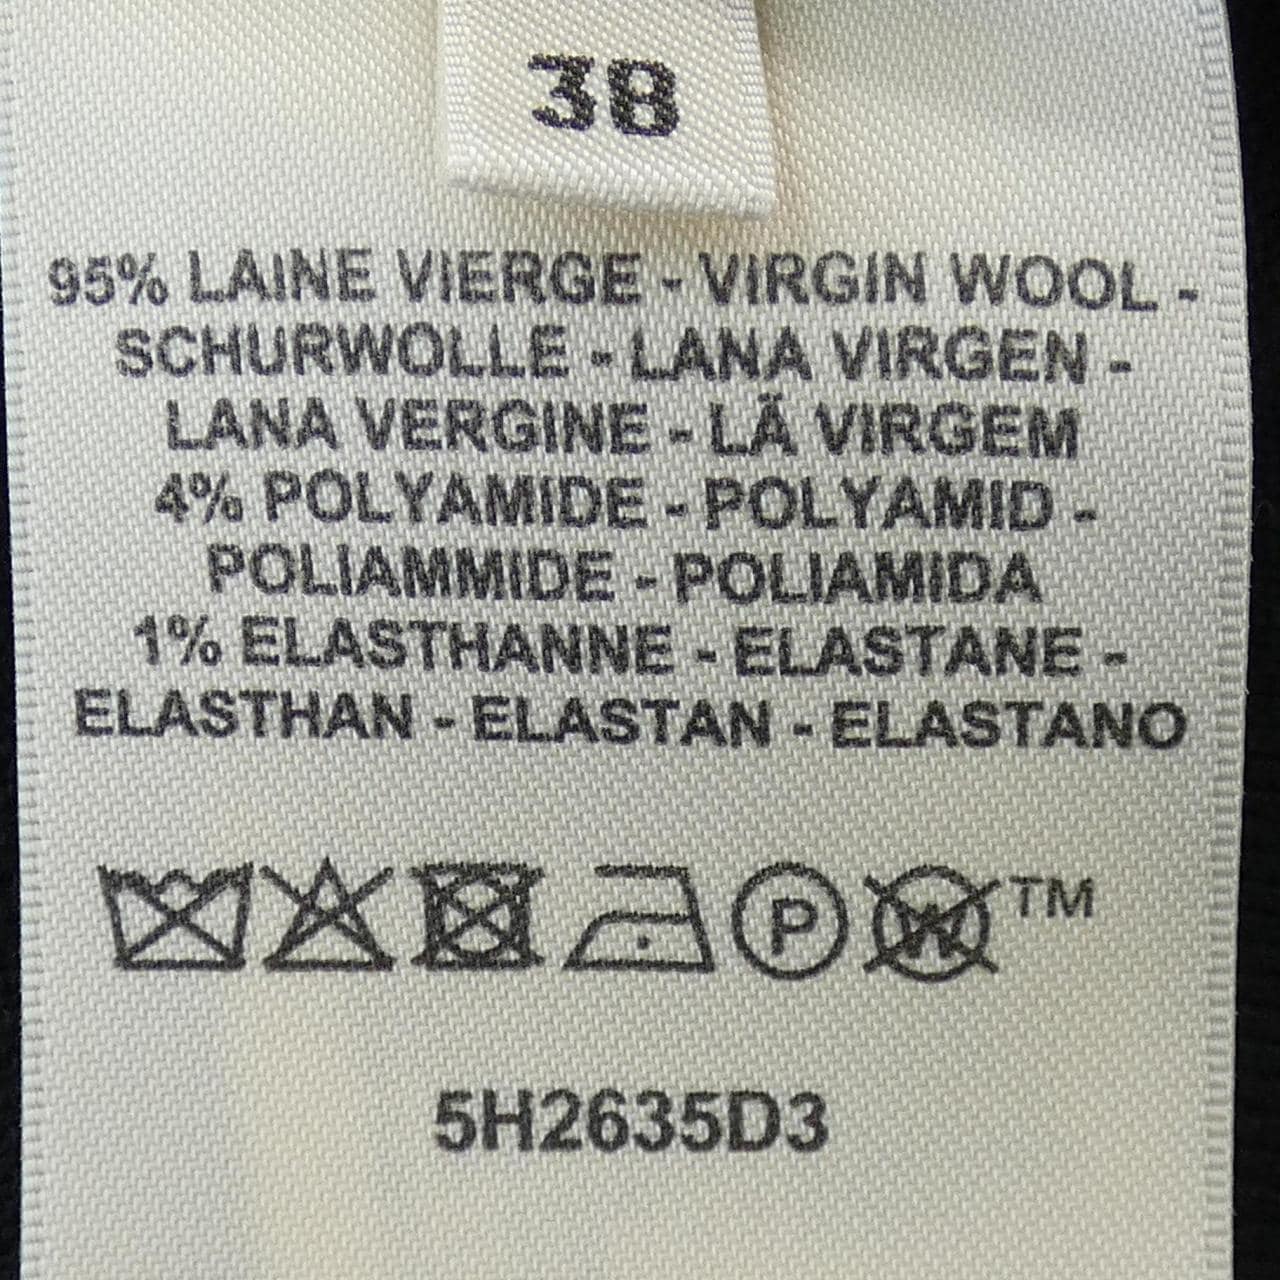 38
95% LAINE VIERGE - VIRGIN WOOL -
SCHURWOLLE - LANA VIRGEN -
LANA VERGINE - LÄ VIRGEM
4% POLYAMIDE - POLYAMID -
POLIAMMIDE - POLIAMIDA
1% ELASTHANNE - ELASTANE -
ELASTHAN - ELASTAN - ELASTANO
P W TM
5H2635D3